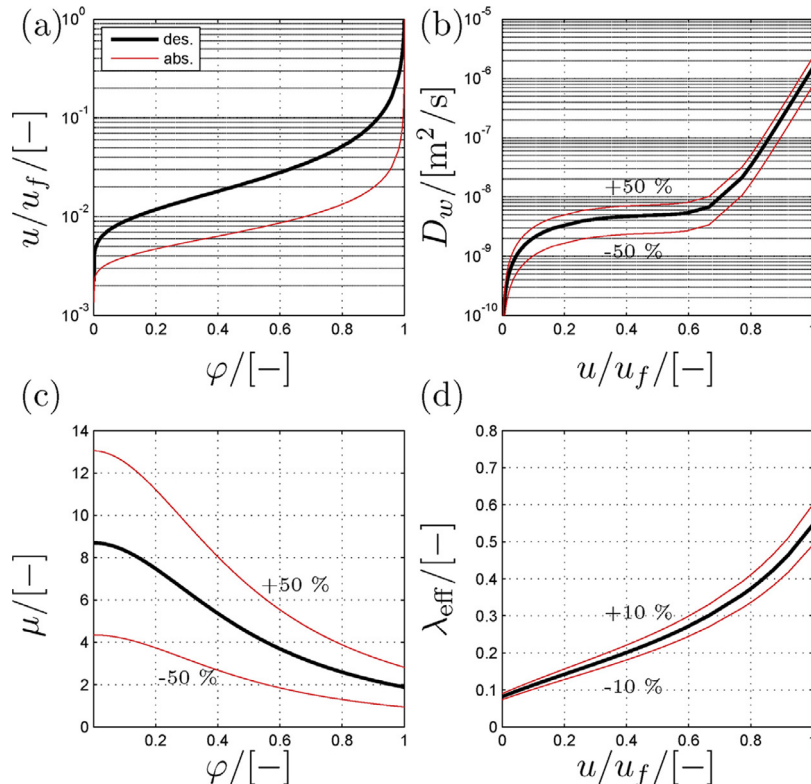 (a)
u/u_f/[−]
10^0
10^-1
10^-2
10^-3
des.
abs.
0 0.2 0.4 0.6 0.8 1
φ/[−]
(b)
D_w/[m^2/s]
10^-5
10^-6
10^-7
10^-8
10^-9
10^-10
+50 %
-50 %
0 0.2 0.4 0.6 0.8 1
u/u_f/[−]
(c)
μ/[−]
14
12
10
8
6
4
2
0
+50 %
-50 %
0.2 0.4 0.6 0.8 1
φ/[−]
(d)
λ_eff/[−]
0.8
0.7
0.6
0.5
0.4
0.3
0.2
0.1
0
+10 %
-10 %
0 0.2 0.4 0.6 0.8 1
u/u_f/[−]